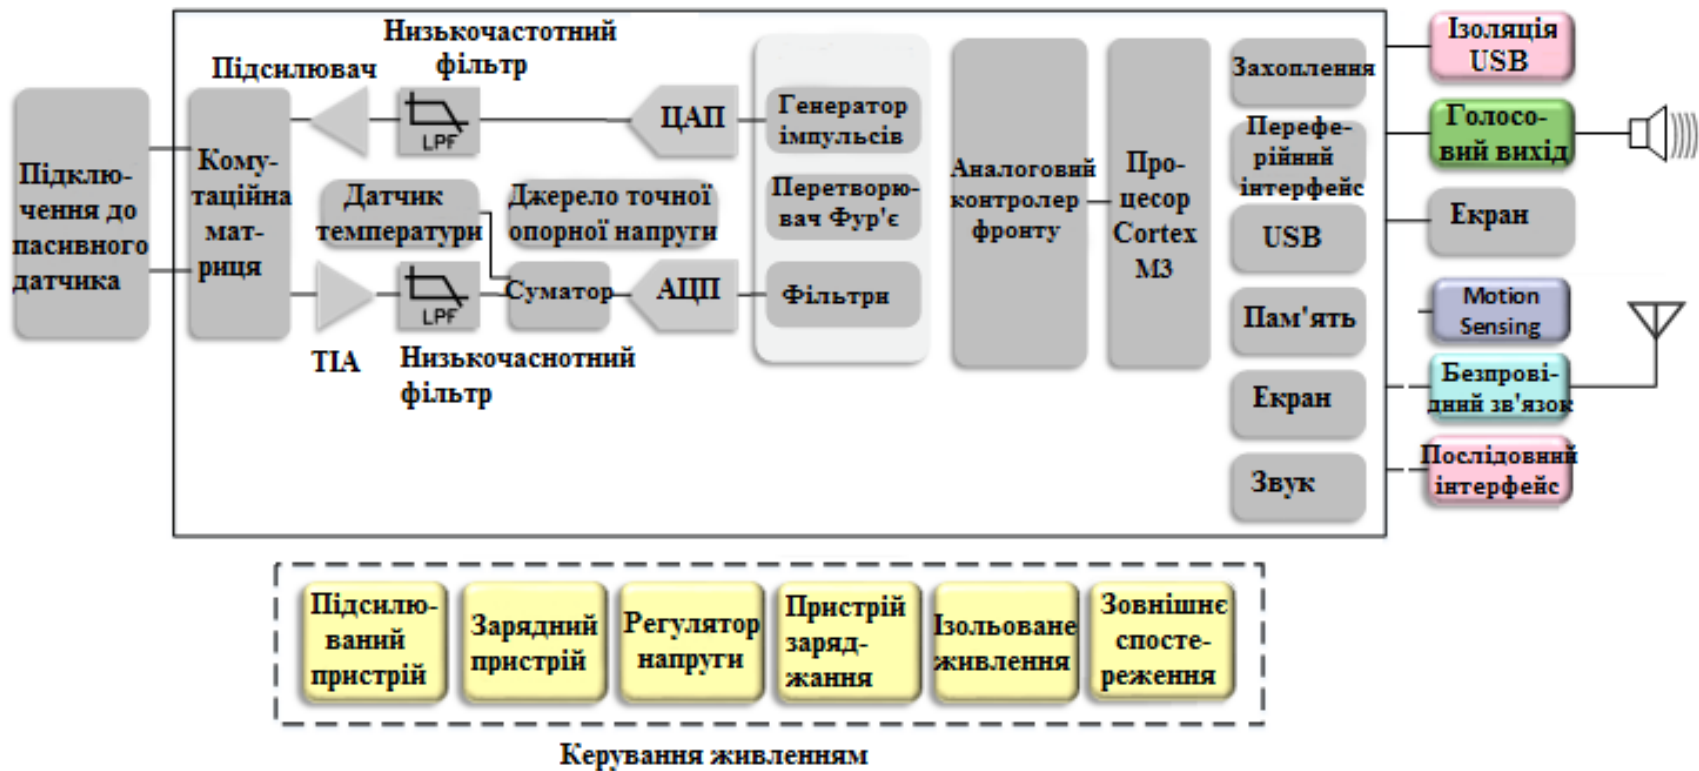 Підклю-
чення до
пасивного
датчика
Кому-
таційна
мат-
риця
Підсилювач
Низькочастотний
фільтр
LPF
ЦАП
Генератор
імпульсів
Датчик
температури
Джерело точної
опорної напруги
Перетворю-
вач Фур'є
TIA
LPF
Низькочаснотний
фільтр
Суматор
АЦП
Фільтри
Аналоговий
контролер
фронту
Про-
цесор
Cortex
M3
Захоплення
Перефе-
рійний
інтерфейс
USB
Пам'ять
Екран
Звук
Ізоляція
USB
Голосо-
вий вихід
Екран
Motion
Sensing
Безпрові-
дний зв'язок
Послідовний
інтерфейс
Підсилю-
ваний
пристрій
Зарядний
пристрій
Регулятор
напруги
Пристрій
заряд-
жання
Ізольоване
живлення
Зовнішнє
спосте-
реження
Керування живленням